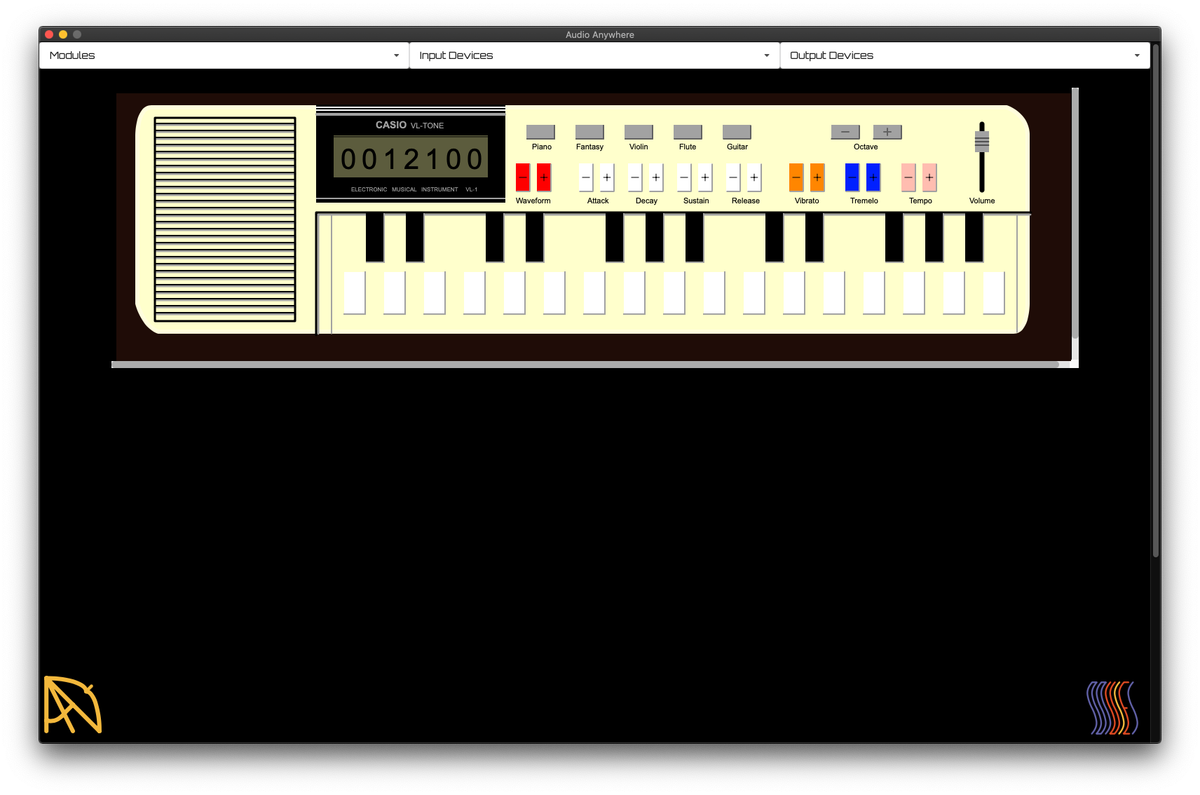 Audio Anywhere
Modules Input Devices Output Devices
CASIO VL-TONE
0012100
ELECTRONIC MUSICAL INSTRUMENT VL-1
Piano Fantasy Violin Flute Guitar Octave
Waveform Attack Decay Sustain Release Vibrato Tremelo Tempo Volume